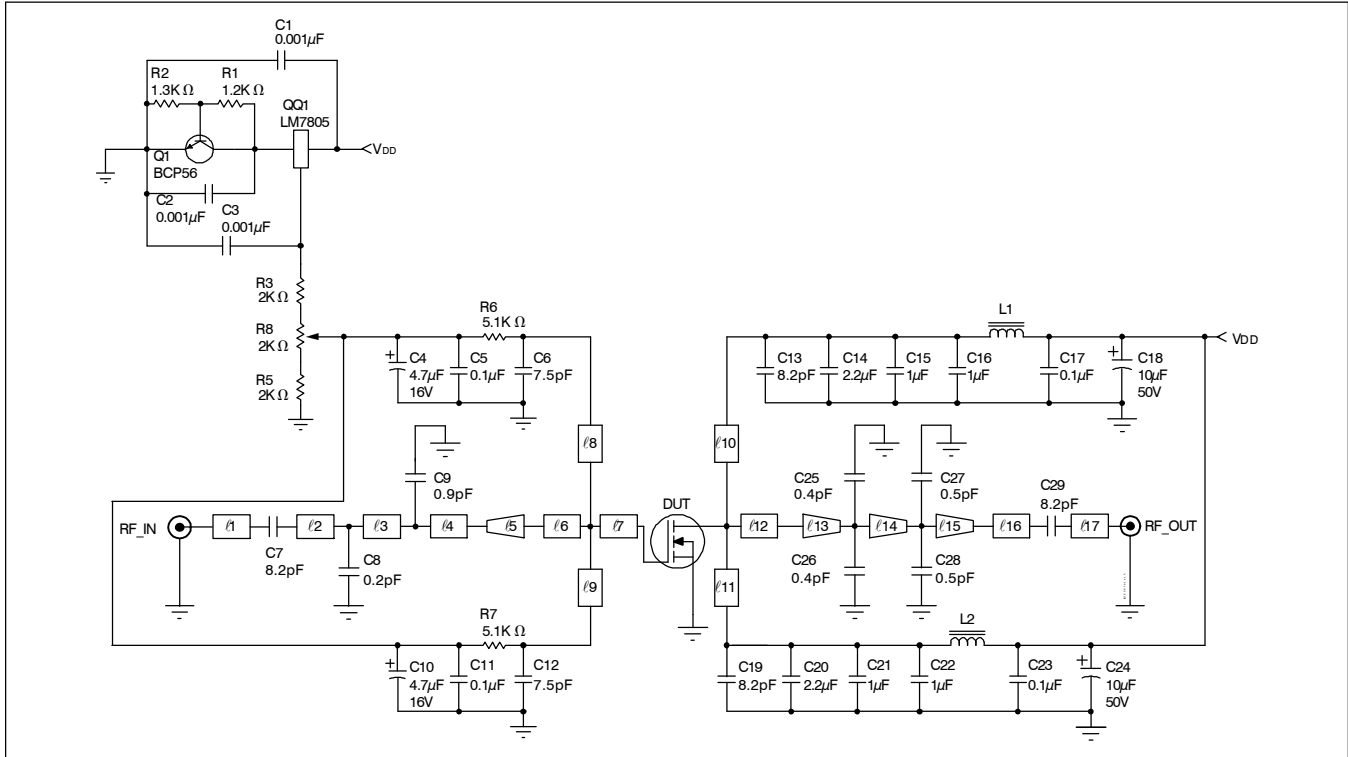 C1
0.001µF
R2
1.3K Ω
R1
1.2K Ω
QQ1
LM7805
VDD
Q1
BCP56
C2
0.001µF
C3
0.001µF
R3
2K Ω
R8
2K Ω
R5
2K Ω
R6
5.1K Ω
+
C4
4.7µF
16V
C5
0.1µF
C6
7.5pF
L1
C13
8.2pF
C14
2.2µF
C15
1µF
C16
1µF
C17
0.1µF
+
C18
10µF
50V
VDD
ℓ8
ℓ10
C9
0.9pF
C25
0.4pF
C27
0.5pF
C29
8.2pF
DUT
RF_IN
ℓ1
ℓ2
ℓ3
ℓ4
ℓ5
ℓ6
ℓ7
ℓ12
ℓ13
ℓ14
ℓ15
ℓ16
ℓ17
RF_OUT
C7
8.2pF
C8
0.2pF
C26
0.4pF
C28
0.5pF
ℓ9
ℓ11
R7
5.1K Ω
L2
+
C10
4.7µF
16V
C11
0.1µF
C12
7.5pF
C19
8.2pF
C20
2.2µF
C21
1µF
C22
1µF
C23
0.1µF
+
C24
10µF
50V